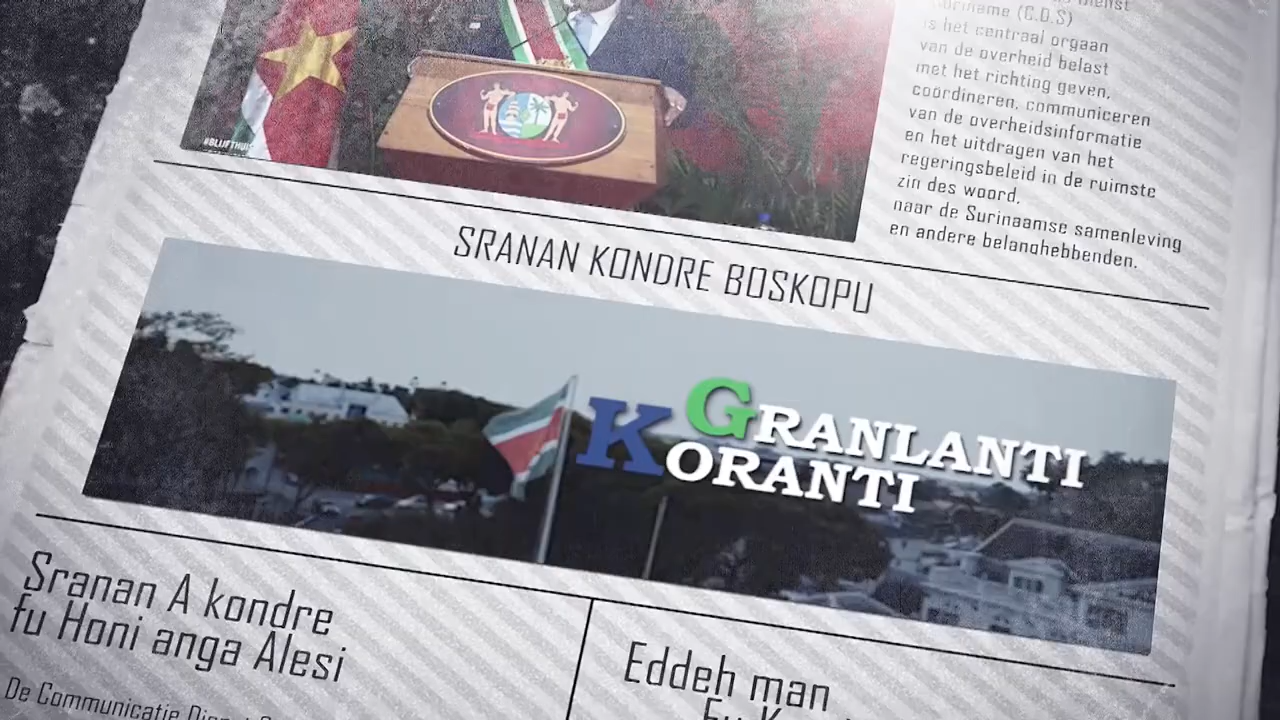 #BLIJFTHUIS
Suriname (C.D.S)
is het centraal orgaan
van de overheid belast
met het richting geven,
coördineren, communiceren
van de overheidsinformatie
en het uitdragen van het
regeringsbeleid in de ruimste
zin des woord,
naar de Surinaamse samenleving
en andere belanghebbenden.
SRANAN KONDRE BOSKOPU
GRANLANTI
KORANTI
Sranan A kondre
fu Honi anga Alesi
De Communicatie Dienst
Eddeh man
Fu